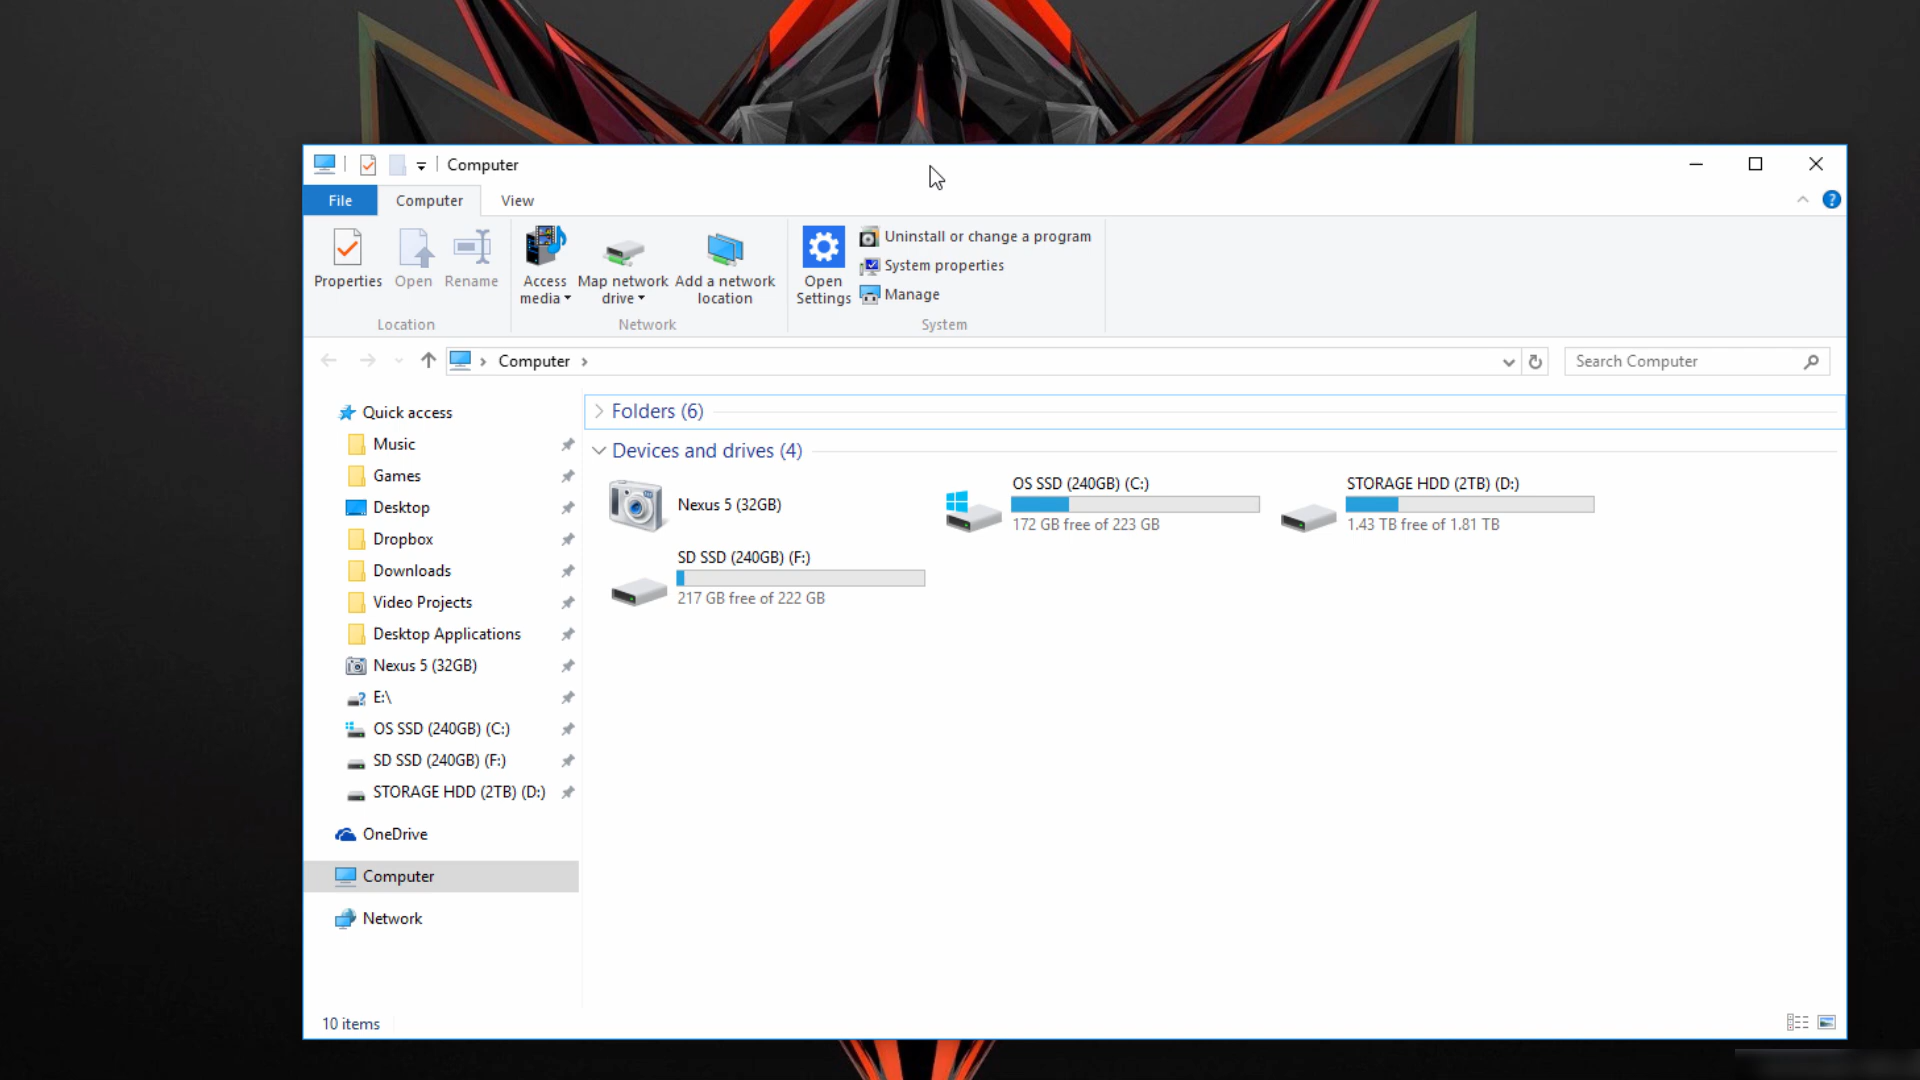 Computer
File Computer View
Properties Open Rename Access media Map network drive Add a network location Open Settings
Uninstall or change a program
System properties
Manage
Location Network System
Computer
Search Computer
Quick access
Music
Games
Desktop
Dropbox
Downloads
Video Projects
Desktop Applications
Nexus 5 (32GB)
E:\
OS SSD (240GB) (C:)
SD SSD (240GB) (F:)
STORAGE HDD (2TB) (D:)
OneDrive
Computer
Network
Folders (6)
Devices and drives (4)
Nexus 5 (32GB)
OS SSD (240GB) (C:)
172 GB free of 223 GB
STORAGE HDD (2TB) (D:)
1.43 TB free of 1.81 TB
SD SSD (240GB) (F:)
217 GB free of 222 GB
10 items